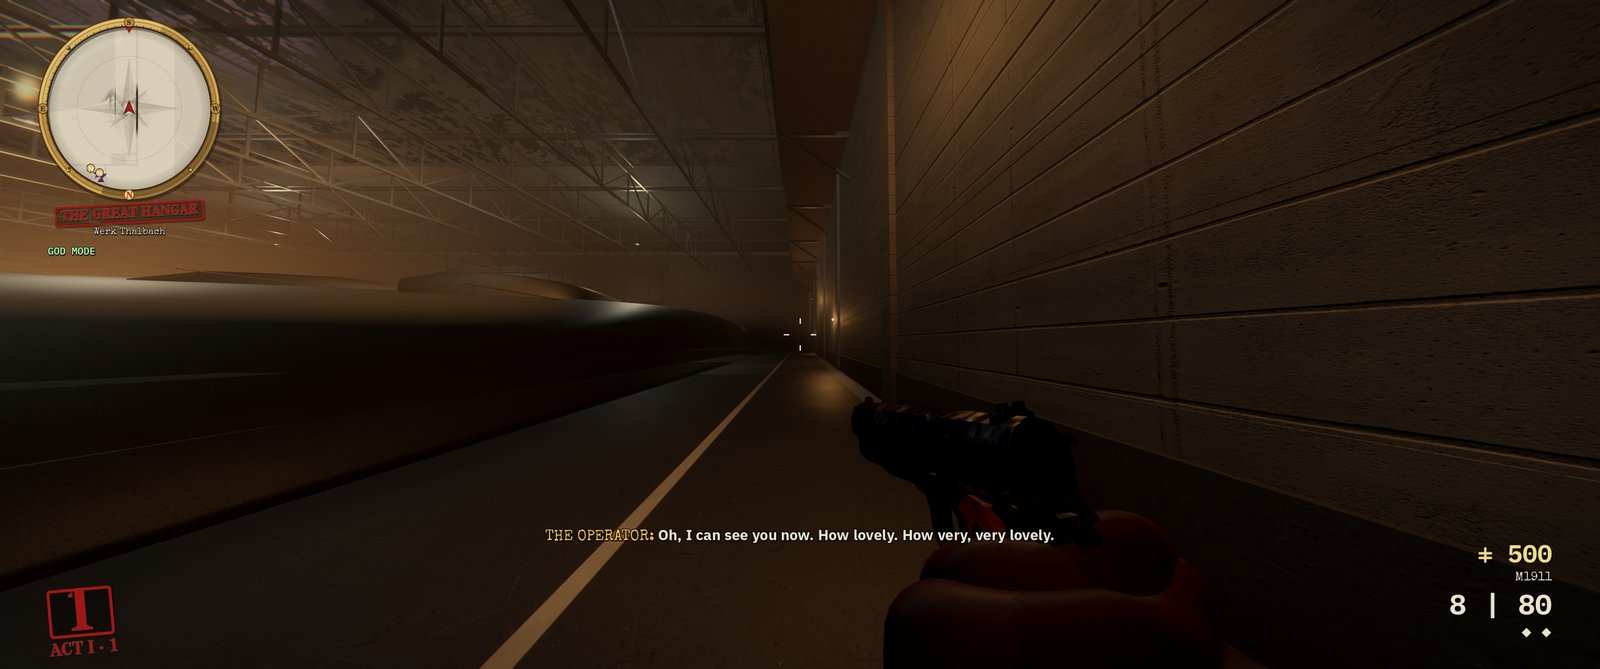 S
E
W
N
THE GREAT HANGAR
Werk Thalbach
GOD MODE
THE OPERATOR: Oh, I can see you now. How lovely. How very, very lovely.
500
M1911
8 | 80
I
ACT I · 1